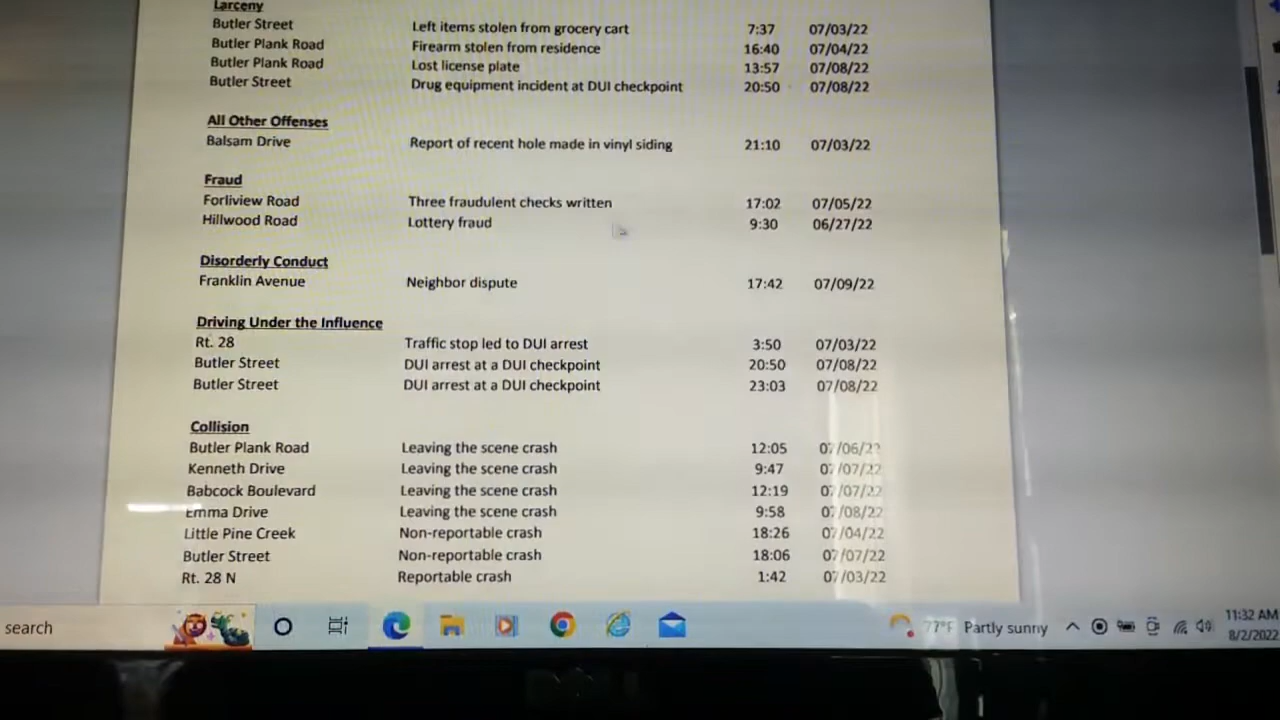 Larceny
Butler Street Left items stolen from grocery cart 7:37 07/03/22
Butler Plank Road Firearm stolen from residence 16:40 07/04/22
Butler Plank Road Lost license plate 13:57 07/08/22
Butler Street Drug equipment incident at DUI checkpoint 20:50 07/08/22
All Other Offenses
Balsam Drive Report of recent hole made in vinyl siding 21:10 07/03/22
Fraud
Forliview Road Three fraudulent checks written 17:02 07/05/22
Hillwood Road Lottery fraud 9:30 06/27/22
Disorderly Conduct
Franklin Avenue Neighbor dispute 17:42 07/09/22
Driving Under the Influence
Rt. 28 Traffic stop led to DUI arrest 3:50 07/03/22
Butler Street DUI arrest at a DUI checkpoint 20:50 07/08/22
Butler Street DUI arrest at a DUI checkpoint 23:03 07/08/22
Collision
Butler Plank Road Leaving the scene crash 12:05 07/06/22
Kenneth Drive Leaving the scene crash 9:47 07/07/22
Babcock Boulevard Leaving the scene crash 12:19 07/07/22
Emma Drive Leaving the scene crash 9:58 07/08/22
Little Pine Creek Non-reportable crash 18:26 07/04/22
Butler Street Non-reportable crash 18:06 07/07/22
Rt. 28 N Reportable crash 1:42 07/03/22
search 77°F Partly sunny 11:32 AM
8/2/2022